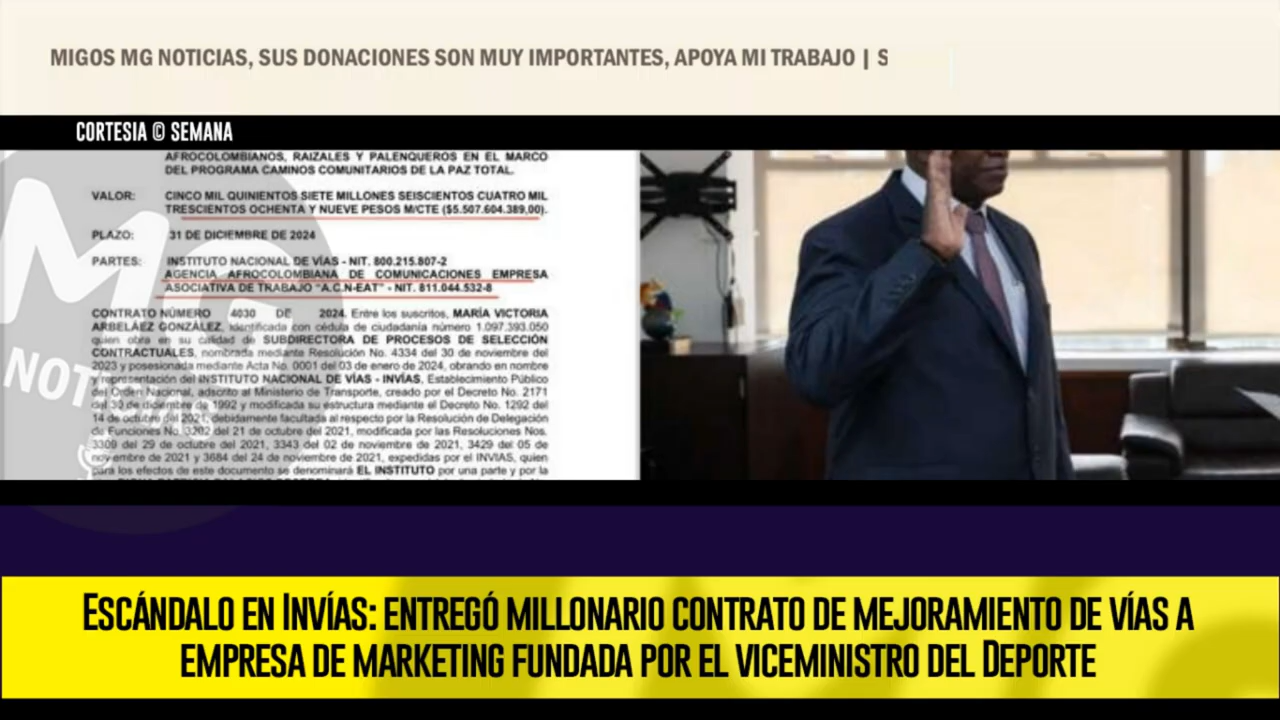 MIGOS MG NOTICIAS, SUS DONACIONES SON MUY IMPORTANTES, APOYA MI TRABAJO | S
CORTESIA © SEMANA
AFROCOLOMBIANOS, RAIZALES Y PALENQUEROS EN EL MARCO
DEL PROGRAMA CAMINOS COMUNITARIOS DE LA PAZ TOTAL.
VALOR: CINCO MIL QUINIENTOS SIETE MILLONES SEISCIENTOS CUATRO MIL
TRESCIENTOS OCHENTA Y NUEVE PESOS M/CTE ($5.507.604.389,00).
PLAZO: 31 DE DICIEMBRE DE 2024
PARTES: INSTITUTO NACIONAL DE VÍAS - NIT. 800.215.807-2
AGENCIA AFROCOLOMBIANA DE COMUNICACIONES EMPRESA
ASOCIATIVA DE TRABAJO "A.C.N-EAT" - NIT. 811.044.532-8
CONTRATO NÚMERO 4030 DE 2024. Entre los suscritos, MARÍA VICTORIA
ARBELÁEZ GONZÁLEZ, identificada con cédula de ciudadanía número 1.097.393.050
quien obra en su calidad de SUBDIRECTORA DE PROCESOS DE SELECCIÓN
CONTRACTUALES, nombrada mediante Resolución No. 4334 del 30 de noviembre del
2023 y posesionada mediante Acta No. 0001 del 03 de enero de 2024, obrando en nombre
y representación del INSTITUTO NACIONAL DE VÍAS - INVÍAS, Establecimiento Público
del Orden Nacional, adscrito al Ministerio de Transporte, creado por el Decreto No. 2171
del 30 de diciembre de 1992 y modificada su estructura mediante el Decreto No. 1292 del
14 de octubre del 2021, debidamente facultada al respecto por la Resolución de Delegación
de Funciones No. 3202 del 21 de octubre del 2021, modificada por las Resoluciones Nos.
3309 del 29 de octubre del 2021, 3343 del 02 de noviembre de 2021, 3429 del 05 de
noviembre de 2021 y 3684 del 24 de noviembre de 2021, expedidas por el INVIAS, quien
para los efectos de este documento se denominará EL INSTITUTO por una parte y por la
MG
NOTICIAS
ESCÁNDALO EN INVÍAS: ENTREGÓ MILLONARIO CONTRATO DE MEJORAMIENTO DE VÍAS A
EMPRESA DE MARKETING FUNDADA POR EL VICEMINISTRO DEL DEPORTE